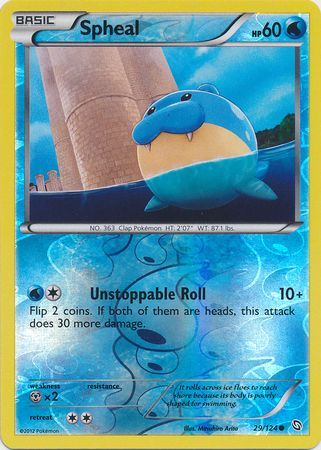 BASIC
Spheal
HP60
NO. 363 Clap Pokémon HT: 2'07" WT: 87.1 lbs.
Unstoppable Roll 10+
Flip 2 coins. If both of them are heads, this attack
does 30 more damage.
weakness
×2
resistance
retreat
It rolls across ice floes to reach
shore because its body is poorly
shaped for swimming.
©2012 Pokémon
Illus. Minahiro Arita
29/124